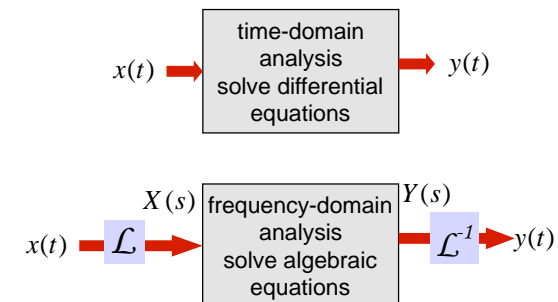 time-domain
analysis
solve differential
equations
x(t)
y(t)
X(s)
Y(s)
frequency-domain
analysis
solve algebraic
equations
x(t)
ℒ
ℒ⁻¹
y(t)